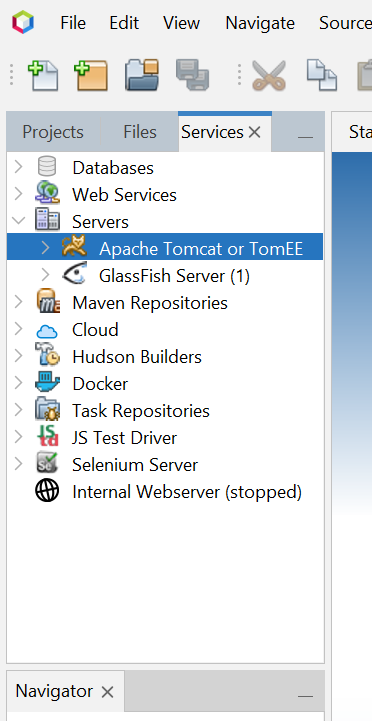 File Edit View Navigate Source
Projects Files Services
Databases
Web Services
Servers
Apache Tomcat or TomEE
GlassFish Server (1)
Maven Repositories
Cloud
Hudson Builders
Docker
Task Repositories
JS Test Driver
Selenium Server
Internal Webserver (stopped)
Navigator